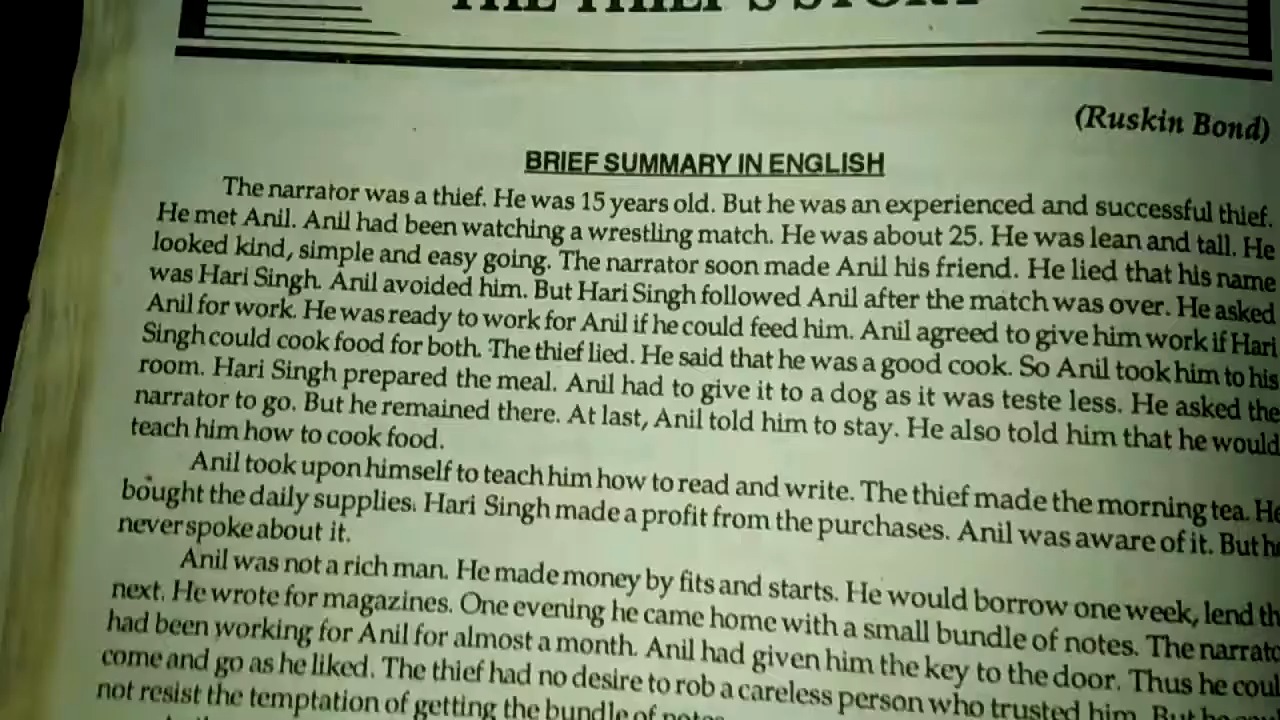 THE THIEF'S STORY
(Ruskin Bond)
BRIEF SUMMARY IN ENGLISH
The narrator was a thief. He was 15 years old. But he was an experienced and successful thief.
He met Anil. Anil had been watching a wrestling match. He was about 25. He was lean and tall. He
looked kind, simple and easy going. The narrator soon made Anil his friend. He lied that his name
was Hari Singh. Anil avoided him. But Hari Singh followed Anil after the match was over. He asked
Anil for work. He was ready to work for Anil if he could feed him. Anil agreed to give him work if Hari
Singh could cook food for both. The thief lied. He said that he was a good cook. So Anil took him to his
room. Hari Singh prepared the meal. Anil had to give it to a dog as it was teste less. He asked the
narrator to go. But he remained there. At last, Anil told him to stay. He also told him that he would
teach him how to cook food.
Anil took upon himself to teach him how to read and write. The thief made the morning tea. He
bought the daily supplies. Hari Singh made a profit from the purchases. Anil was aware of it. But he
never spoke about it.
Anil was not a rich man. He made money by fits and starts. He would borrow one week, lend th
next. He wrote for magazines. One evening he came home with a small bundle of notes. The narrato
had been working for Anil for almost a month. Anil had given him the key to the door. Thus he coul
come and go as he liked. The thief had no desire to rob a careless person who trusted him. But he
not resist the temptation of getting the bundle of notes